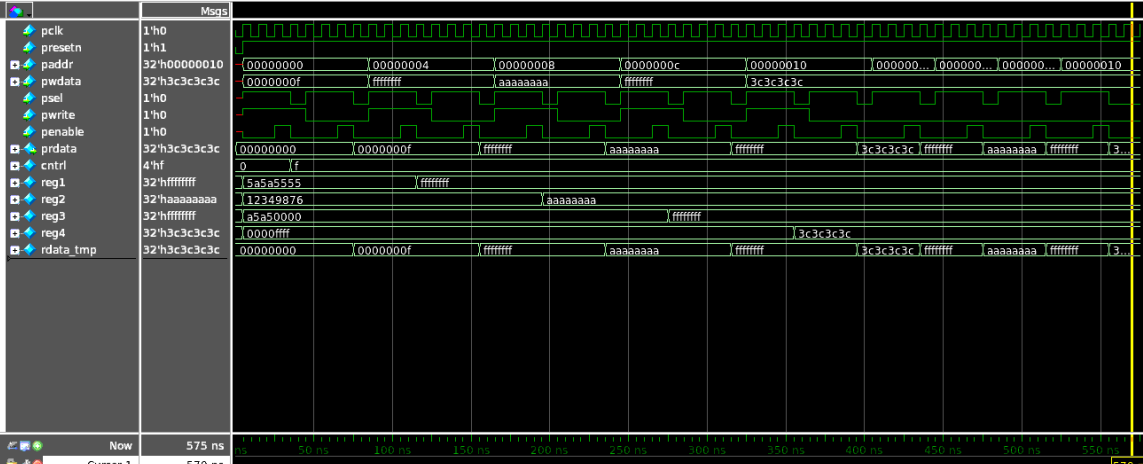 Msgs
pclk 1'h0
presetn 1'h1
paddr 32'h00000010 00000000 00000004 00000008 0000000c 00000010 000000... 000000... 000000... 00000010
pwdata 32'h3c3c3c3c 0000000f ffffffff aaaaaaaa ffffffff 3c3c3c3c
psel 1'h0
pwrite 1'h0
penable 1'h0
prdata 32'h3c3c3c3c 00000000 0000000f ffffffff aaaaaaaa ffffffff 3c3c3c3c ffffffff aaaaaaaa ffffffff 3...
cntrl 4'hf 0 f
reg1 32'hffffffff 5a5a5555 ffffffff
reg2 32'haaaaaaaa 12349876 aaaaaaaa
reg3 32'hffffffff a5a50000 ffffffff
reg4 32'h3c3c3c3c 0000ffff 3c3c3c3c
rdata_tmp 32'h3c3c3c3c 00000000 0000000f ffffffff aaaaaaaa ffffffff 3c3c3c3c ffffffff aaaaaaaa ffffffff 3...
Now 575 ns ns 50 ns 100 ns 150 ns 200 ns 250 ns 300 ns 350 ns 400 ns 450 ns 500 ns 550 ns
Cursor 1 570 ns